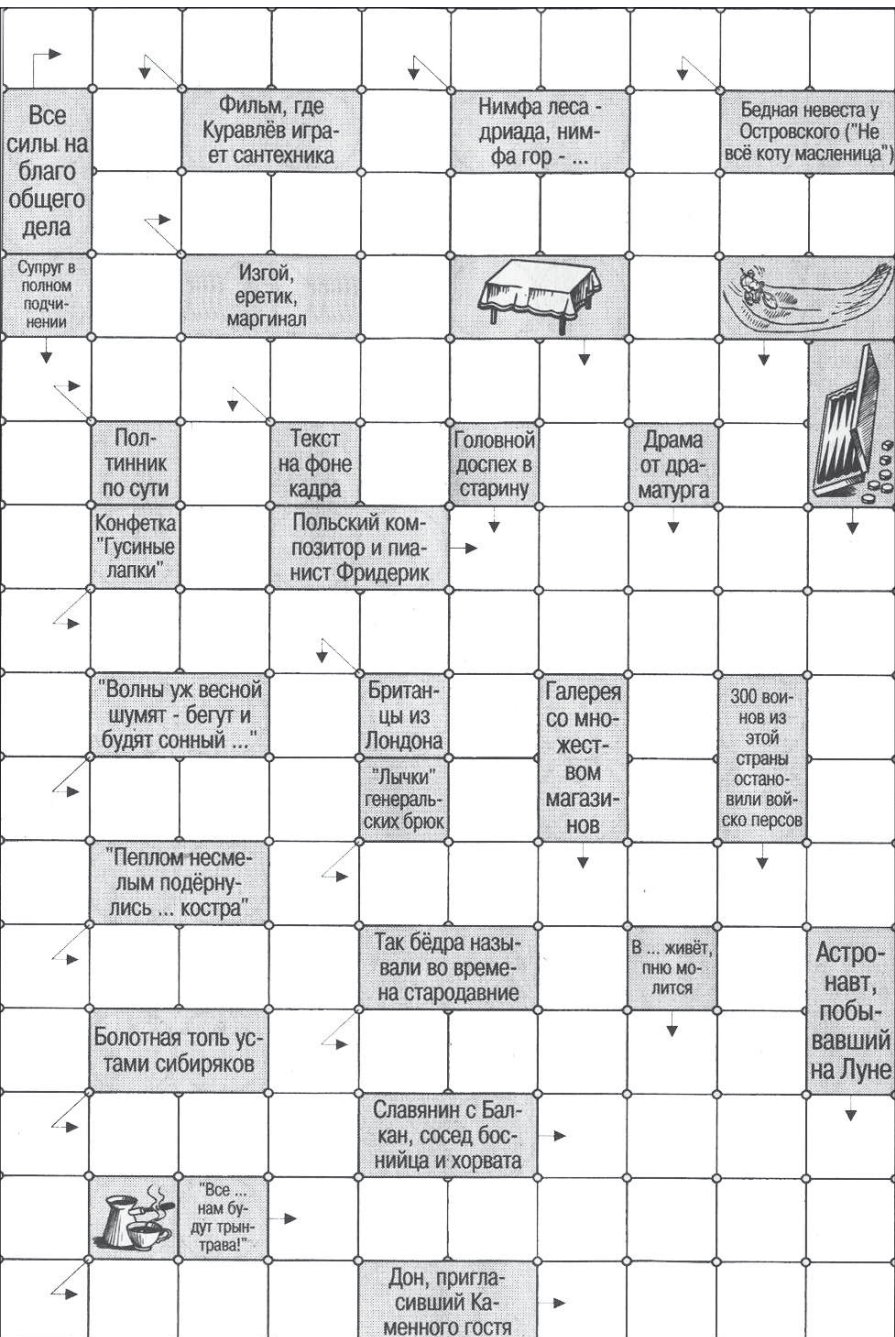 Все
силы на
благо
общего
дела
Фильм, где
Куравлёв игра-
ет сантехника
Нимфа леса -
дриада, ним-
фа гор - ...
Бедная невеста у
Островского ("Не
всё коту масленица")
Супруг в
полном
подчи-
нении
Изгой,
еретик,
маргинал
Пол-
тинник
по сути
Текст
на фоне
кадра
Головной
доспех в
старину
Драма
от дра-
матурга
Конфетка
"Гусиные
лапки"
Польский ком-
позитор и пиа-
нист Фридерик
"Волны уж весной
шумят - бегут и
будят сонный ..."
Британ-
цы из
Лондона
Галерея
со мно-
жест-
вом
магази-
нов
300 вои-
нов из
этой
страны
остано-
вили вой-
ско персов
"Лычки"
генераль-
ских брюк
"Пеплом несме-
лым подёрну-
лись ... костра"
Так бёдра назы-
вали во време-
на стародавние
В ... живёт,
пню мо-
лится
Астро-
навт,
побы-
вавший
на Луне
Болотная топь ус-
тами сибиряков
Славянин с Бал-
кан, сосед бос-
нийца и хорвата
"Все ...
нам бу-
дут трын-
трава!"
Дон, пригла-
сивший Ка-
менного гостя